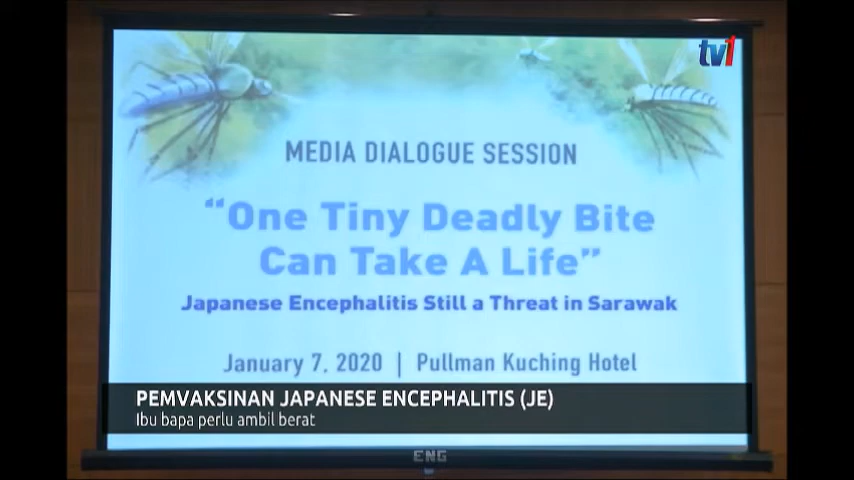 tv1
MEDIA DIALOGUE SESSION
“One Tiny Deadly Bite
Can Take A Life”
Japanese Encephalitis Still a Threat in Sarawak
January 7, 2020 | Pullman Kuching Hotel
PEMVAKSINAN JAPANESE ENCEPHALITIS (JE)
Ibu bapa perlu ambil berat
ENG